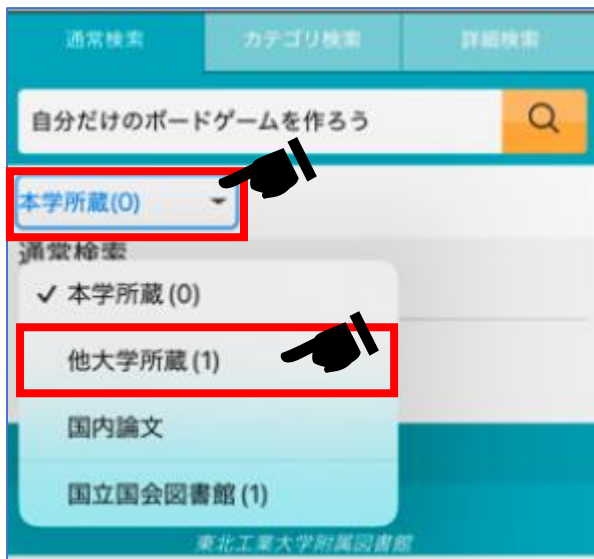 通常検索 カテゴリ検索 詳細検索
自分だけのボードゲームを作ろう
本学所蔵(0)
通常検索
✓ 本学所蔵 (0)
他大学所蔵 (1)
国内論文
国立国会図書館 (1)
東北工業大学附属図書館